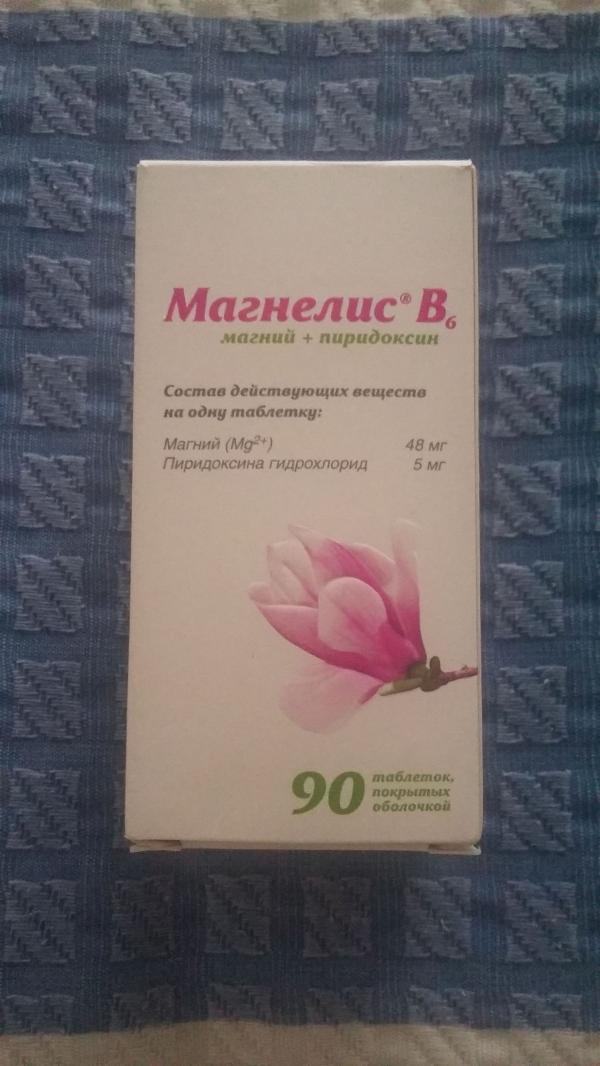 Магнелис® B₆
магний + пиридоксин
Состав действующих веществ
на одну таблетку:
Магний (Mg²⁺) 48 мг
Пиридоксина гидрохлорид 5 мг
90 таблеток,
покрытых
оболочкой